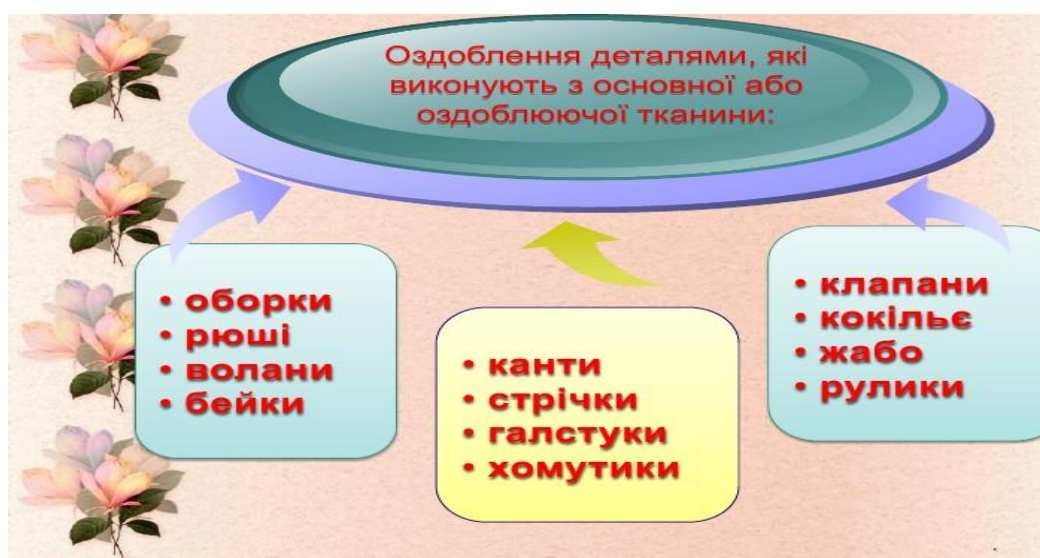 Оздоблення деталями, які
виконують з основної або
оздоблюючої тканини:
• оборки
• рюші
• волани
• бейки
• канти
• стрічки
• галстуки
• хомутики
• клапани
• кокільє
• жабо
• рулики